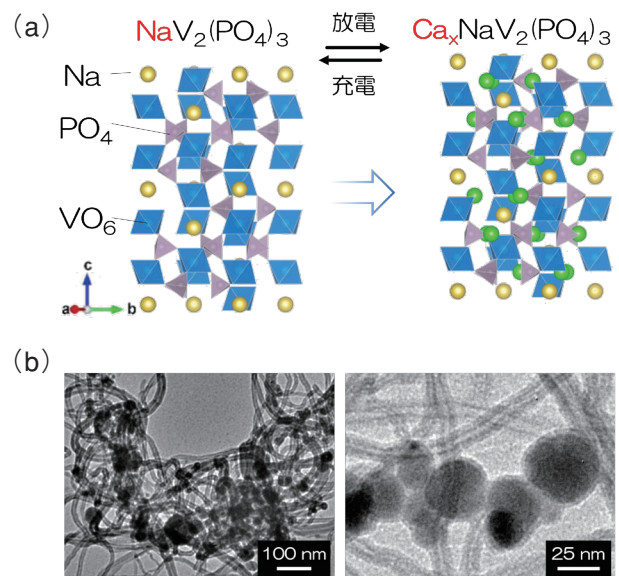 (a)
NaV₂(PO₄)₃
放電
充電
CaₓNaV₂(PO₄)₃
Na
PO₄
VO₆
c
a
b
(b)
100 nm
25 nm